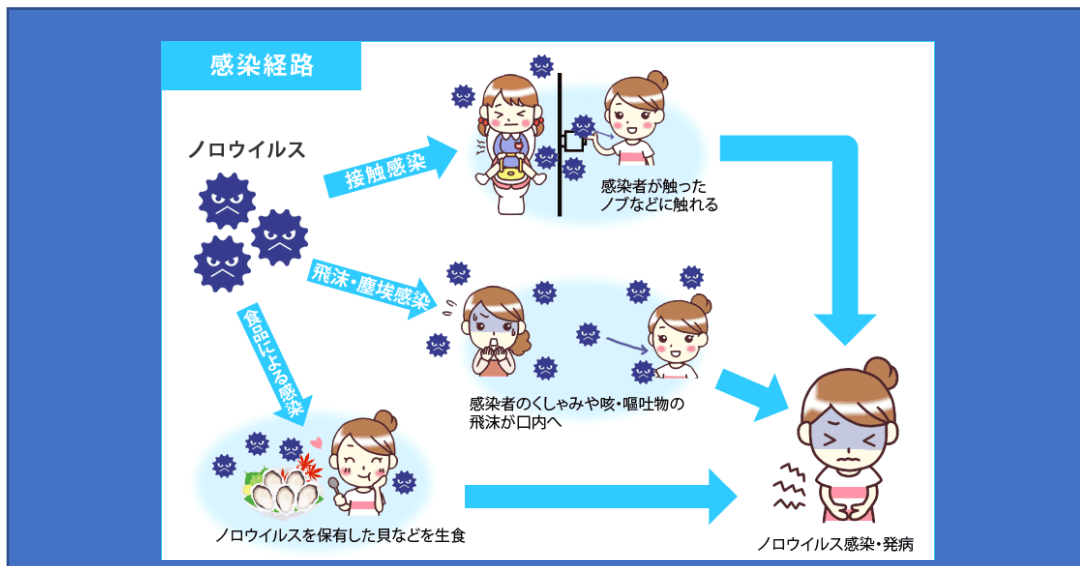 感染経路
ノロウイルス
接触感染
感染者が触った
ノブなどに触れる
飛沫・塵埃感染
感染者のくしゃみや咳・嘔吐物の
飛沫が口内へ
食品による感染
ノロウイルスを保有した貝などを生食
ノロウイルス感染・発病